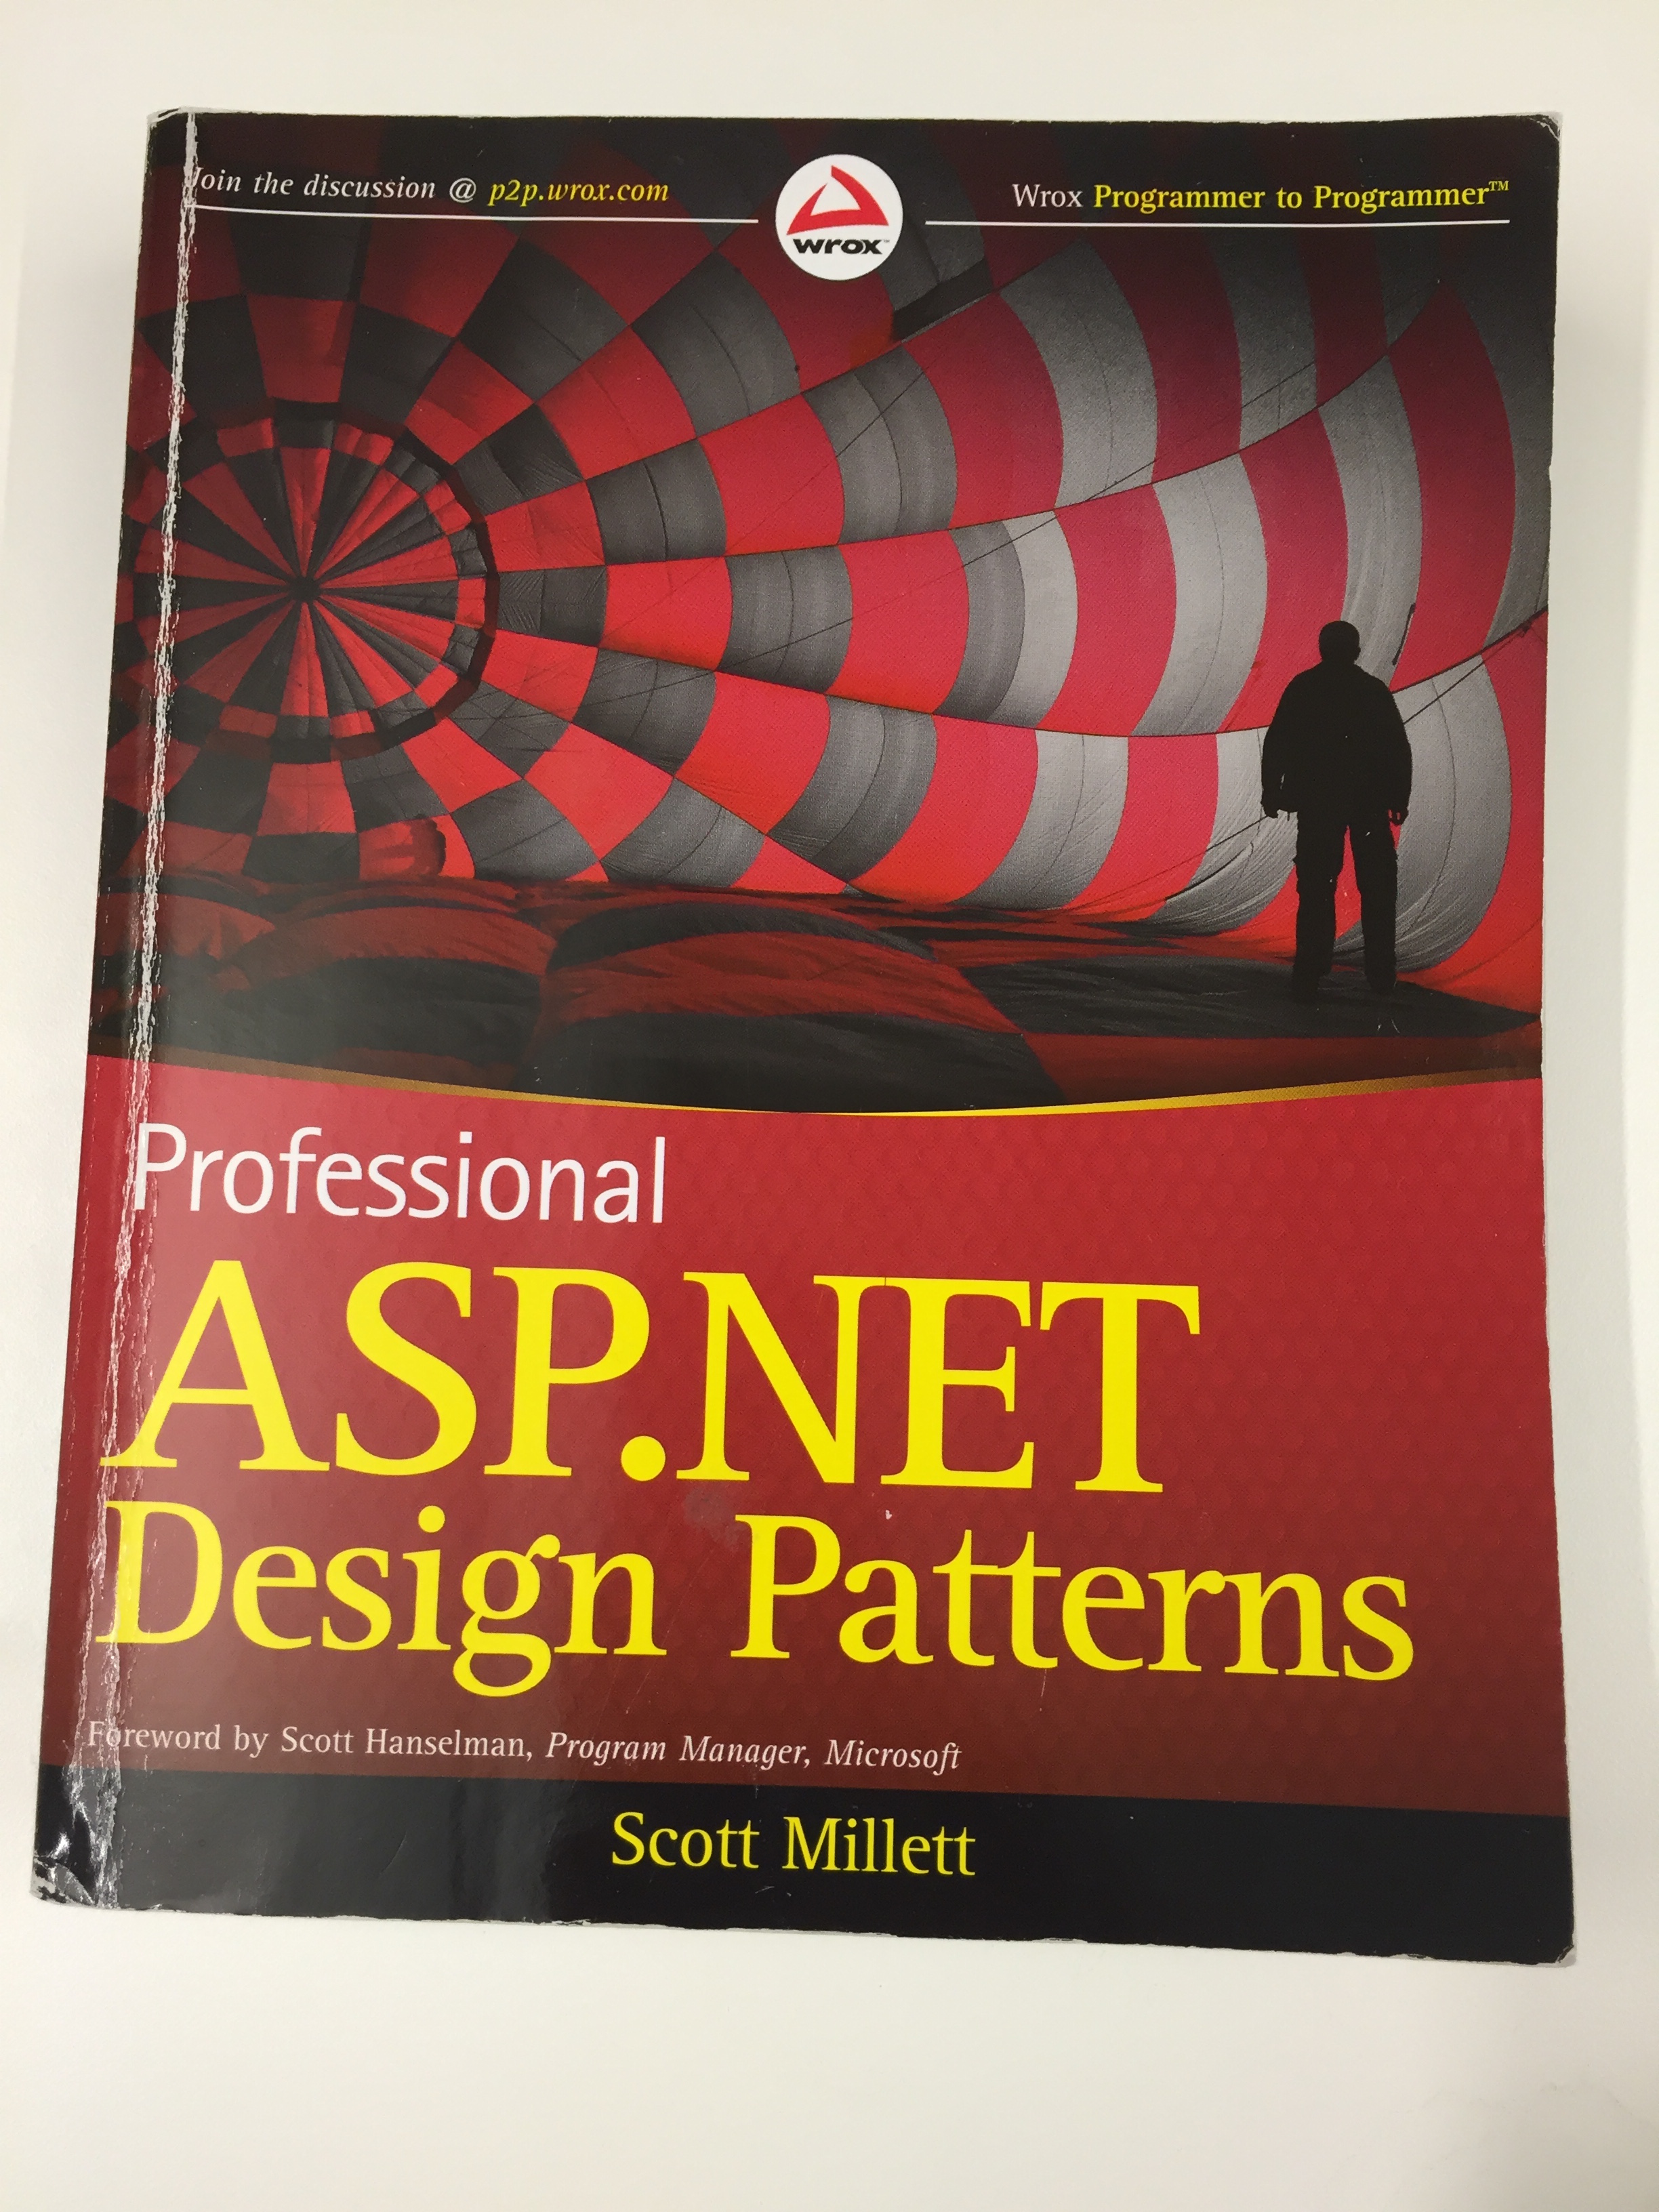 Join the discussion @ p2p.wrox.com
wrox™
Wrox Programmer to Programmer™
Professional
ASP.NET
Design Patterns
Foreword by Scott Hanselman, Program Manager, Microsoft
Scott Millett